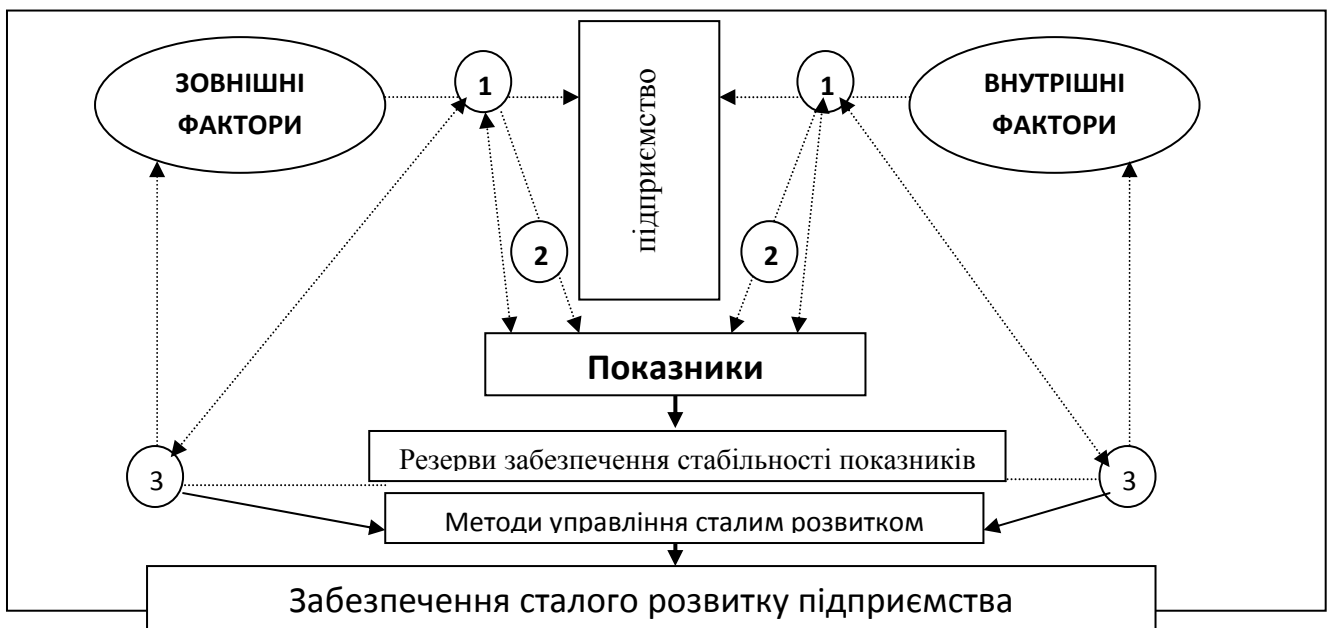 ЗОВНІШНІ
ФАКТОРИ
1
підприємство
1
ВНУТРІШНІ
ФАКТОРИ
2
2
Показники
Резерви забезпечення стабільності показників
3
3
Методи управління сталим розвитком
Забезпечення сталого розвитку підприємства